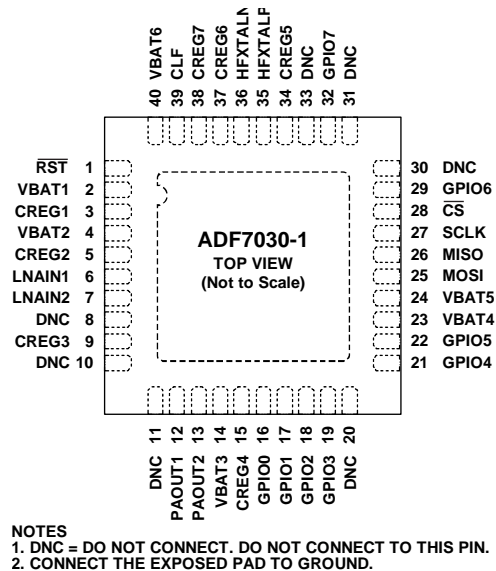 40 VBAT6
39 CLF
38 CREG7
37 CREG6
36 HFXTALN
35 HFXTALP
34 CREG5
33 DNC
32 GPIO7
31 DNC
RST 1
VBAT1 2
CREG1 3
VBAT2 4
CREG2 5
LNAIN1 6
LNAIN2 7
DNC 8
CREG3 9
DNC 10
ADF7030-1
TOP VIEW
(Not to Scale)
30 DNC
29 GPIO6
28 CS
27 SCLK
26 MISO
25 MOSI
24 VBAT5
23 VBAT4
22 GPIO5
21 GPIO4
DNC 11
PAOUT1 12
PAOUT2 13
VBAT3 14
CREG4 15
GPIO0 16
GPIO1 17
GPIO2 18
GPIO3 19
DNC 20
NOTES
1. DNC = DO NOT CONNECT. DO NOT CONNECT TO THIS PIN.
2. CONNECT THE EXPOSED PAD TO GROUND.